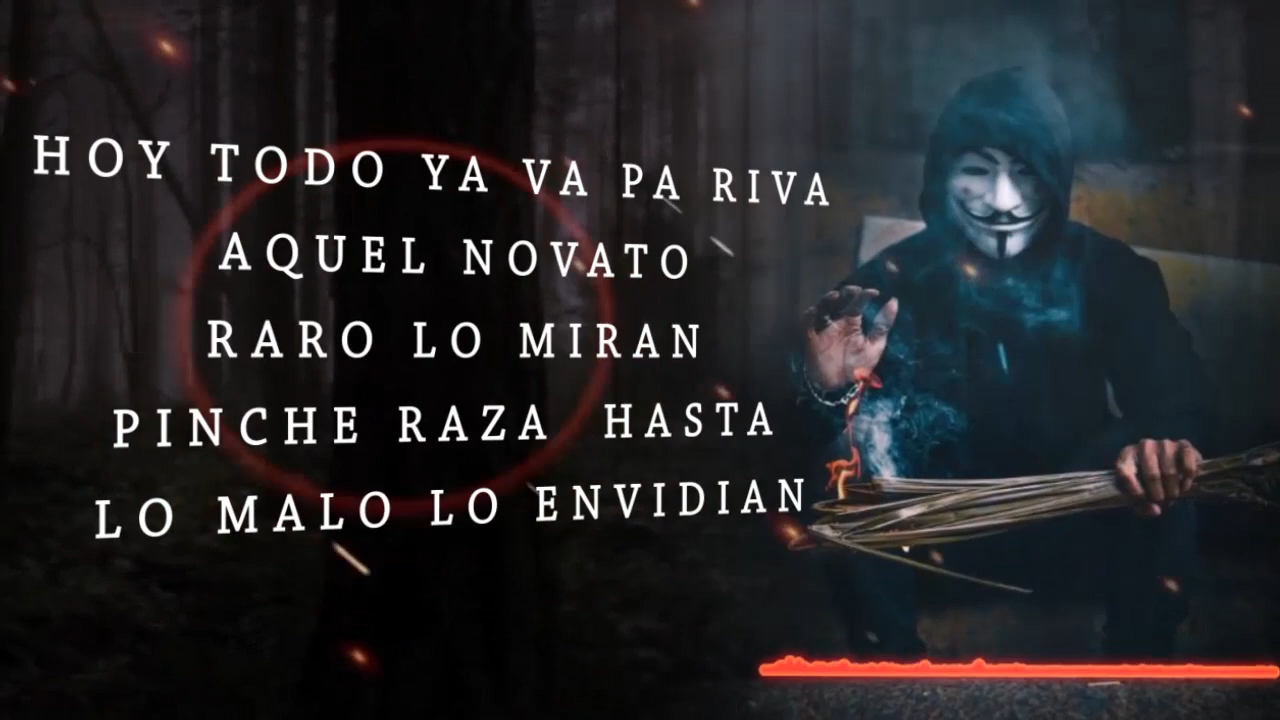 HOY TODO YA VA PA RIVA
AQUEL NOVATO
RARO LO MIRAN
PINCHE RAZA HASTA
LO MALO LO ENVIDIAN